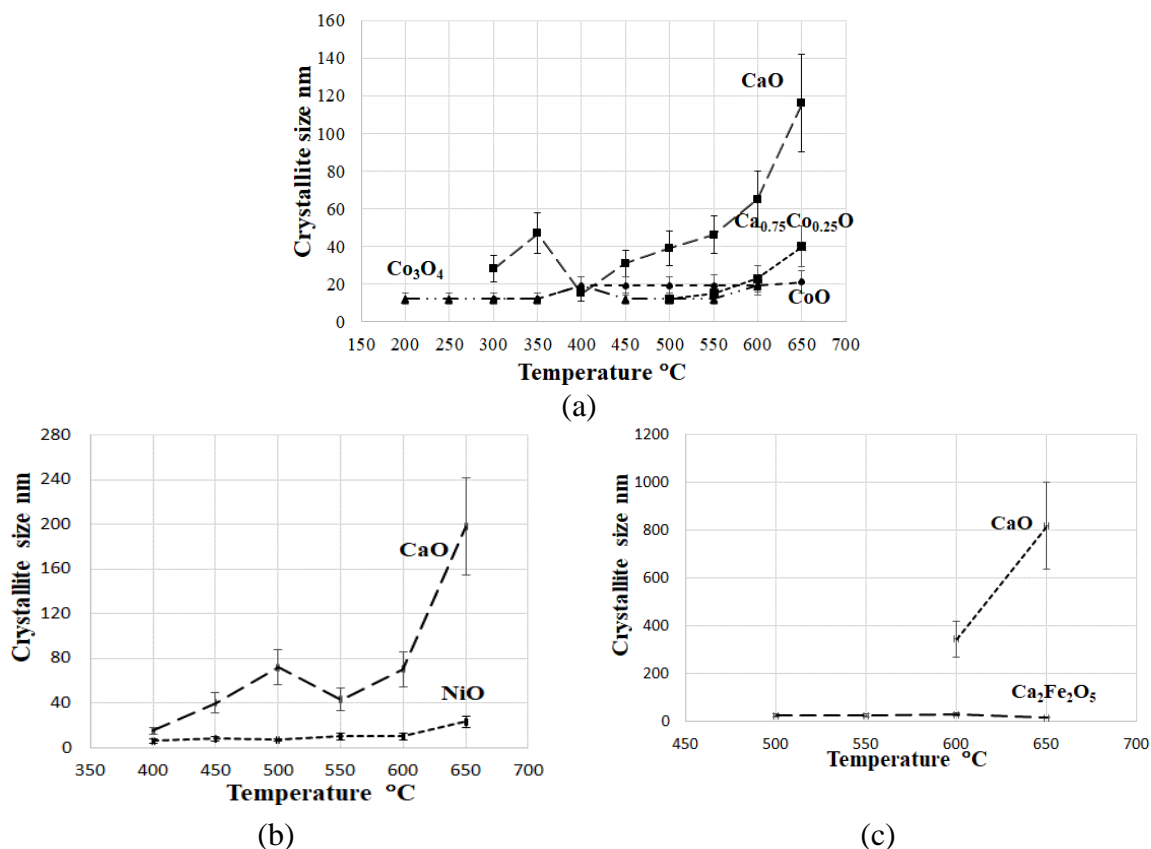 Crystallite size nm
160
140
120
100
80
60
40
20
0
CaO
Ca₀.₇₅Co₀.₂₅O
Co₃O₄
CoO
150 200 250 300 350 400 450 500 550 600 650 700
Temperature °C
(a)
Crystallite size nm
280
240
200
160
120
80
40
0
CaO
NiO
350 400 450 500 550 600 650 700
Temperature °C
(b)
Crystallite size nm
1200
1000
800
600
400
200
0
CaO
Ca₂Fe₂O₅
450 500 550 600 650 700
Temperature °C
(c)